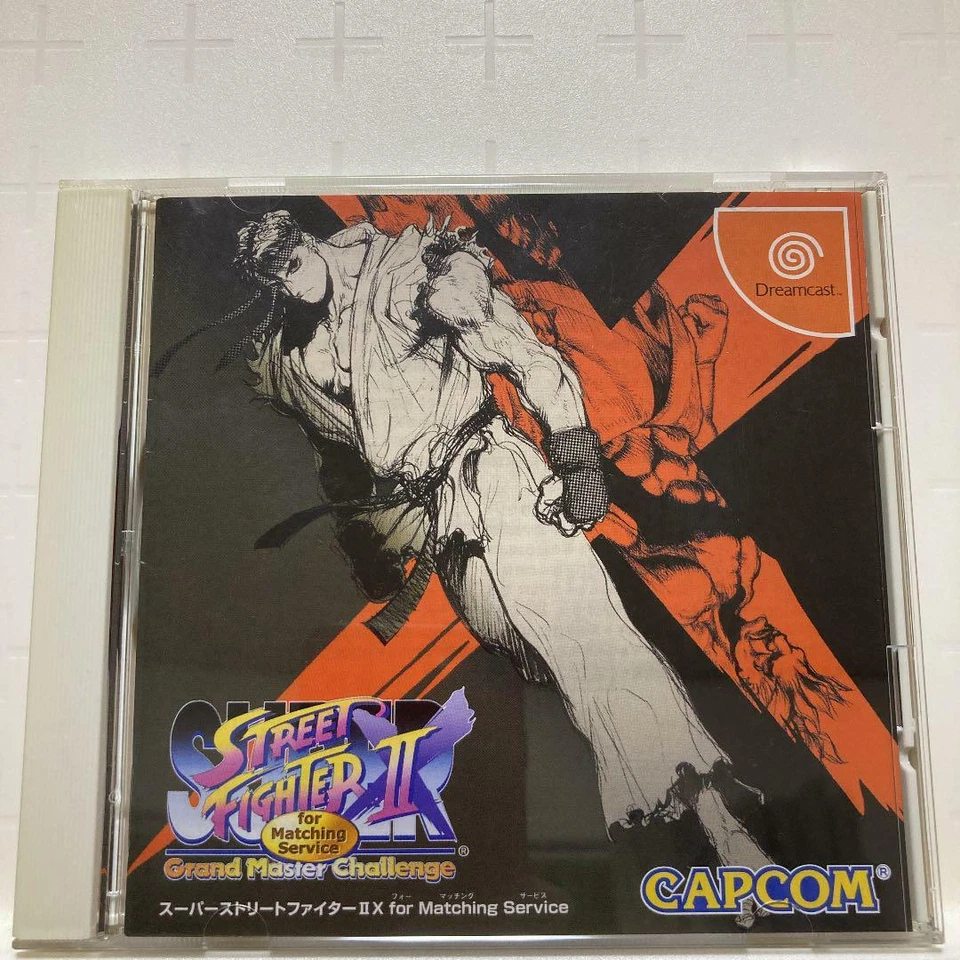 Dreamcast™
SUPER
STREET
FIGHTER II X
for
Matching
Service
®
Grand Master Challenge
フォー マッチング サービス
スーパーストリートファイターII X for Matching Service
CAPCOM®